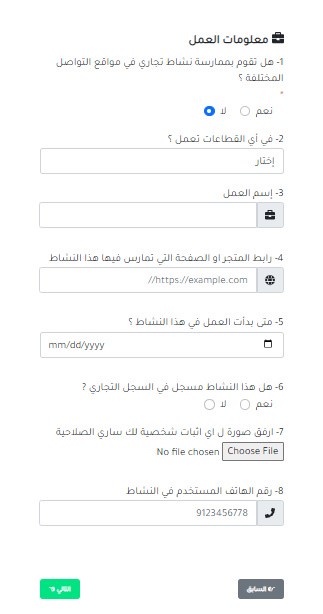 معلومات العمل
1- هل تقوم بممارسة نشاط تجاري في مواقع التواصل
المختلفة ؟
*
نعم لا
2- في أي القطاعات تعمل ؟
إختار
3- إسم العمل
4- رابط المتجر او الصفحة التي تمارس فيها هذا النشاط
https://example.com//
5- متى بدأت العمل في هذا النشاط ؟
mm/dd/yyyy
6- هل هذا النشاط مسجل في السجل التجاري ?
نعم لا
7- ارفق صورة ل اي اثبات شخصية لك ساري الصلاحية
Choose File No file chosen
8- رقم الهاتف المستخدم في النشاط
9123456778
السابق
التالي